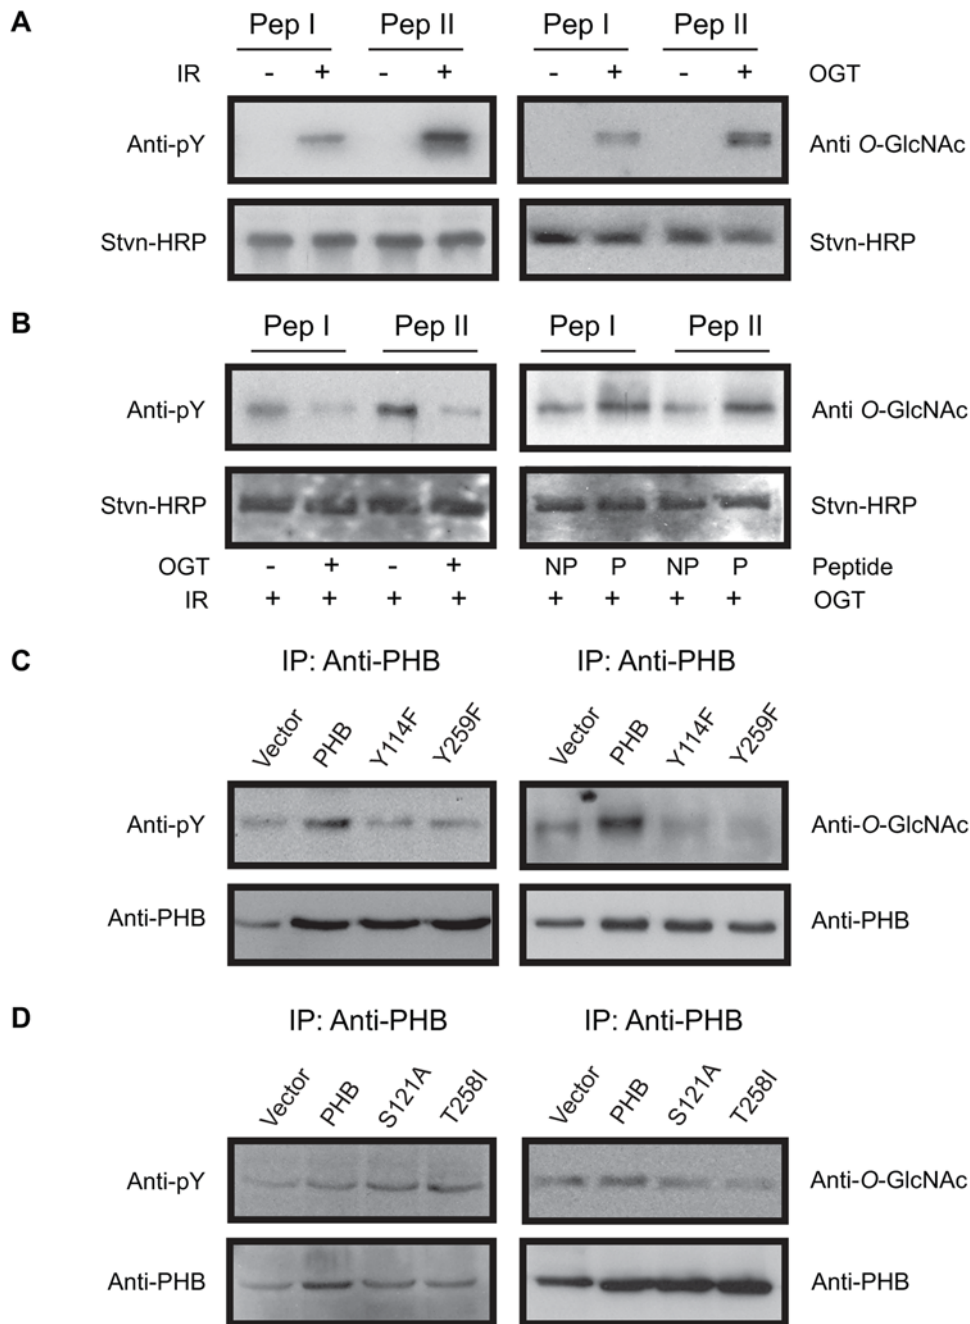 A
Pep I Pep II Pep I Pep II
IR - + - + - + - + OGT
Anti-pY Anti O-GlcNAc
Stvn-HRP Stvn-HRP
B
Pep I Pep II Pep I Pep II
Anti-pY Anti O-GlcNAc
Stvn-HRP Stvn-HRP
OGT - + - + NP P NP P Peptide
IR + + + + + + + + OGT
C
IP: Anti-PHB IP: Anti-PHB
Vector PHB Y114F Y259F Vector PHB Y114F Y259F
Anti-pY Anti-O-GlcNAc
Anti-PHB Anti-PHB
D
IP: Anti-PHB IP: Anti-PHB
Vector PHB S121A T258I Vector PHB S121A T258I
Anti-pY Anti-O-GlcNAc
Anti-PHB Anti-PHB